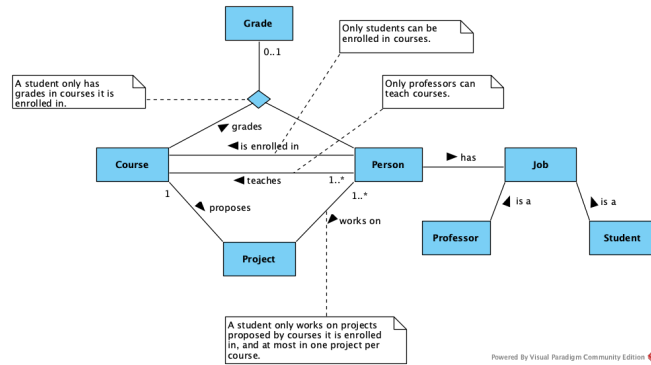 Grade
0..1
Only students can be
enrolled in courses.
A student only has
grades in courses it is
enrolled in.
Only professors can
teach courses.
grades
is enrolled in
Course
Person
has
Job
teaches
1
1..*
1..*
proposes
works on
is a
is a
Professor
Student
Project
A student only works on projects
proposed by courses it is enrolled
in, and at most in one project per
course.
Powered By Visual Paradigm Community Edition